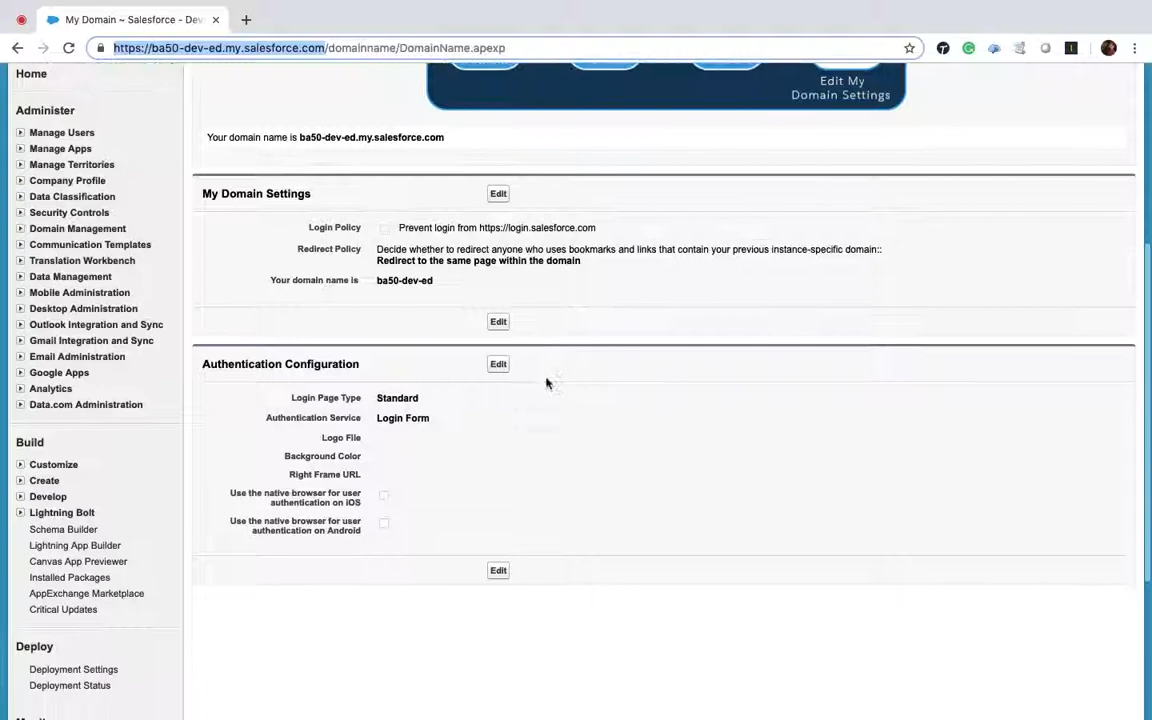 My Domain ~ Salesforce - Dev
https://ba50-dev-ed.my.salesforce.com/domainname/DomainName.apexp
Home
Administer
Manage Users
Manage Apps
Manage Territories
Company Profile
Data Classification
Security Controls
Domain Management
Communication Templates
Translation Workbench
Data Management
Mobile Administration
Desktop Administration
Outlook Integration and Sync
Gmail Integration and Sync
Email Administration
Google Apps
Analytics
Data.com Administration
Build
Customize
Create
Develop
Lightning Bolt
Schema Builder
Lightning App Builder
Canvas App Previewer
Installed Packages
AppExchange Marketplace
Critical Updates
Deploy
Deployment Settings
Deployment Status
Edit My
Domain Settings
Your domain name is ba50-dev-ed.my.salesforce.com
My Domain Settings Edit
Login Policy Prevent login from https://login.salesforce.com
Redirect Policy Decide whether to redirect anyone who uses bookmarks and links that contain your previous instance-specific domain::
Redirect to the same page within the domain
Your domain name is ba50-dev-ed
Edit
Authentication Configuration Edit
Login Page Type Standard
Authentication Service Login Form
Logo File
Background Color
Right Frame URL
Use the native browser for user
authentication on iOS
Use the native browser for user
authentication on Android
Edit